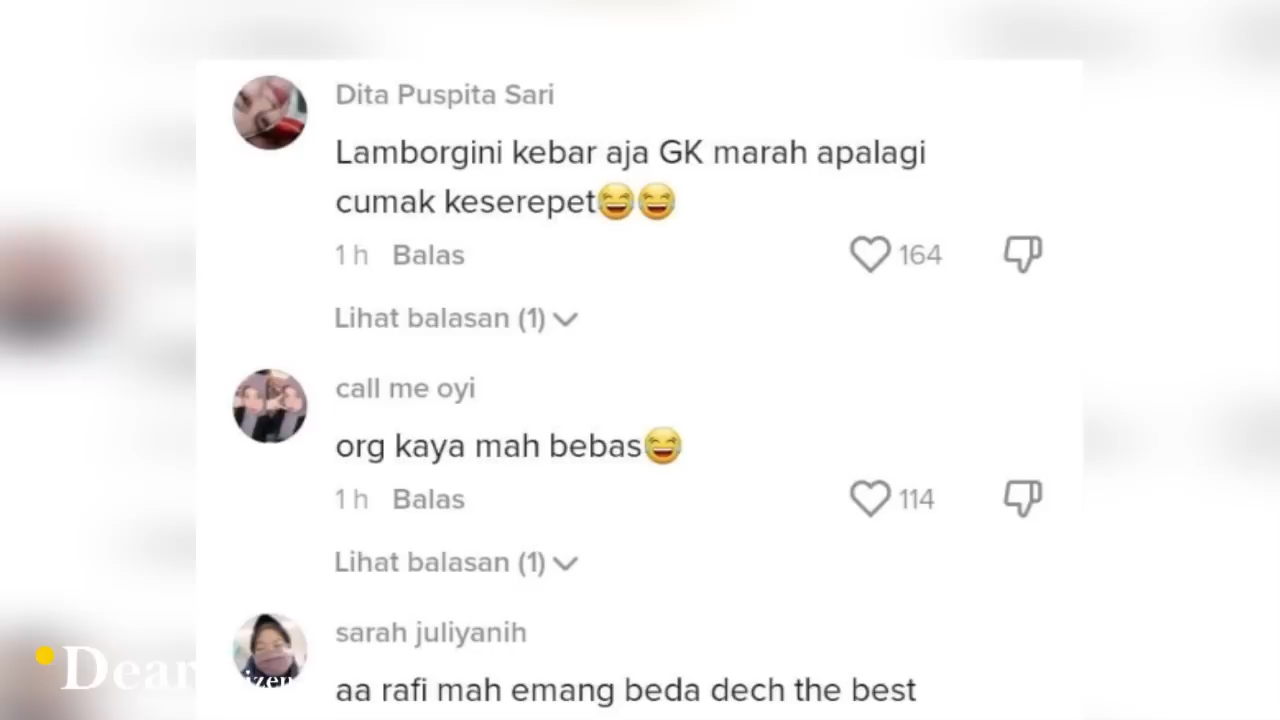 Dita Puspita Sari
Lamborgini kebar aja GK marah apalagi
cumak keserepet😂😂
1 h Balas 164
Lihat balasan (1)
call me oyi
org kaya mah bebas😂
1 h Balas 114
Lihat balasan (1)
sarah juliyanih
aa rafi mah emang beda dech the best
Dear